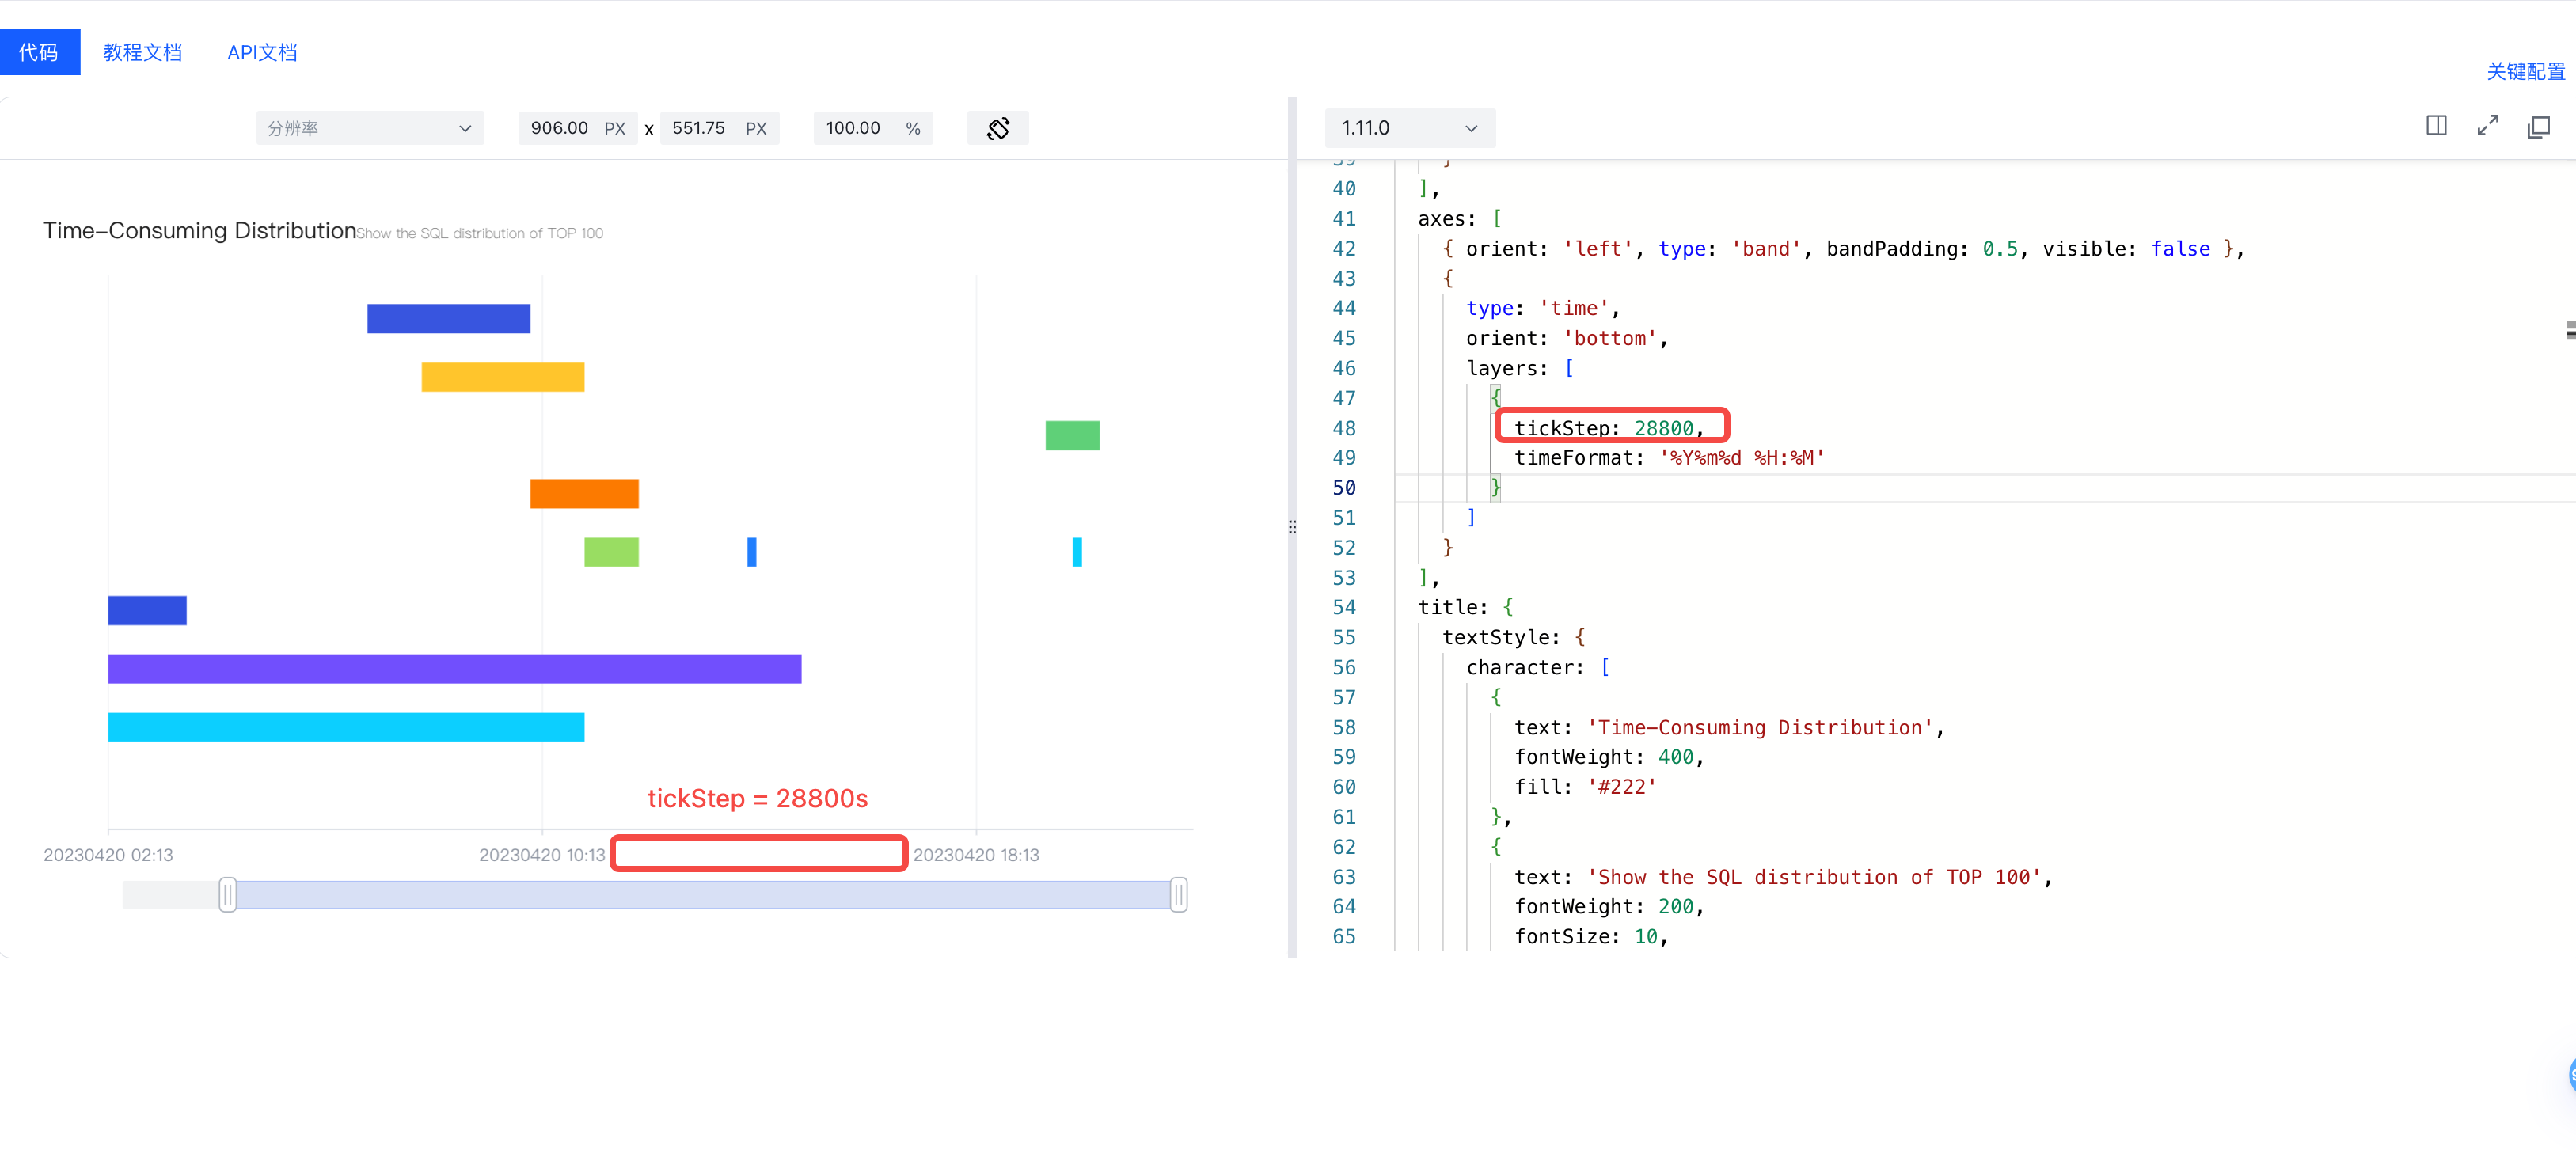 代码 教程文档 API文档
关键配置
分辨率 906.00 PX x 551.75 PX 100.00 %
1.11.0
Time-Consuming DistributionShow the SQL distribution of TOP 100
tickStep = 28800s
20230420 02:13 20230420 10:13 20230420 18:13
39 }
40 ],
41 axes: [
42 { orient: 'left', type: 'band', bandPadding: 0.5, visible: false },
43 {
44 type: 'time',
45 orient: 'bottom',
46 layers: [
47 {
48 tickStep: 28800,
49 timeFormat: '%Y%m%d %H:%M'
50 }
51 ]
52 }
53 ],
54 title: {
55 textStyle: {
56 character: [
57 {
58 text: 'Time-Consuming Distribution',
59 fontWeight: 400,
60 fill: '#222'
61 },
62 {
63 text: 'Show the SQL distribution of TOP 100',
64 fontWeight: 200,
65 fontSize: 10,